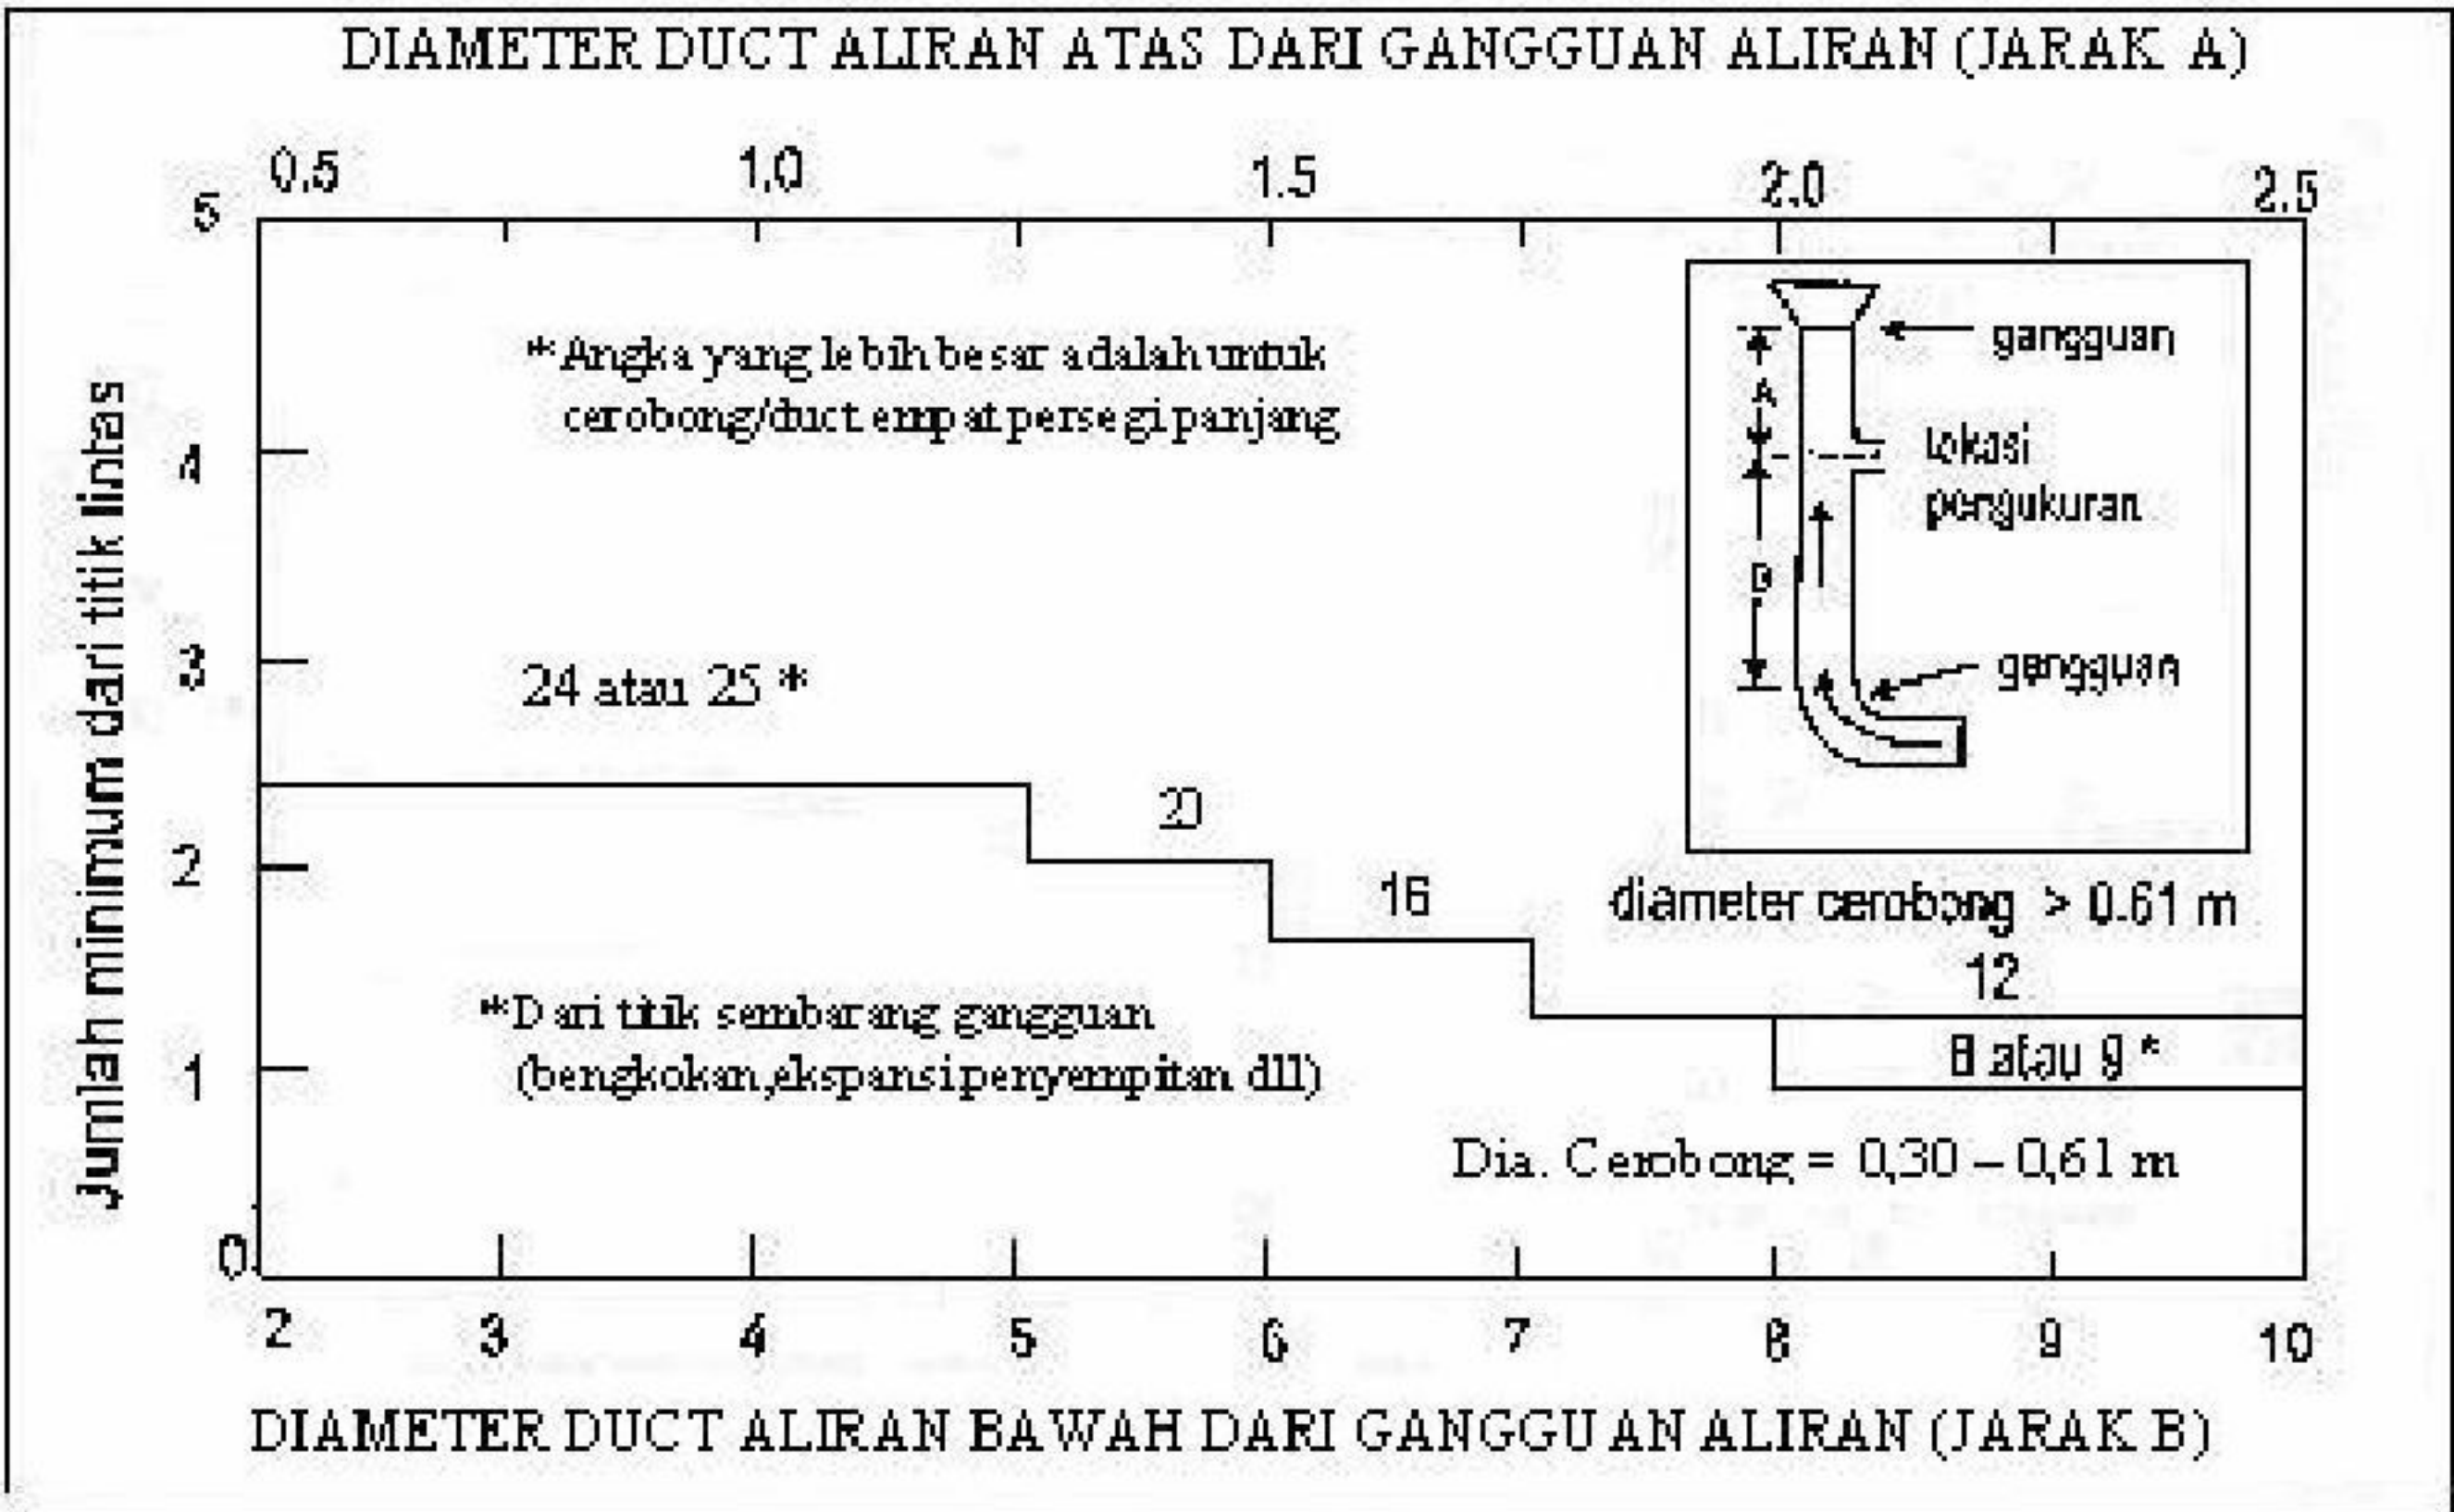 DIAMETER DUCT ALIRAN ATAS DARI GANGGUAN ALIRAN (JARAK A)
0.5 1.0 1.5 2.0 2.5
5
4
3
2
1
0
Jumlah minimum dari titik lintas
*Angka yang lebih besar adalah untuk
cerobong/duct empat persegi panjang
gangguan
A
lokasi
pengukuran
gangguan
24 atau 25 *
20
16
diameter cerobong > 0.61 m
12
8 atau 9 *
*Dari titik sembarang gangguan
(bengkokan,ekspansi penyempitan dll)
Dia. Cerobong = 0,30 – 0,61 m
2 3 4 5 6 7 8 9 10
DIAMETER DUCT ALIRAN BAWAH DARI GANGGUAN ALIRAN (JARAK B)